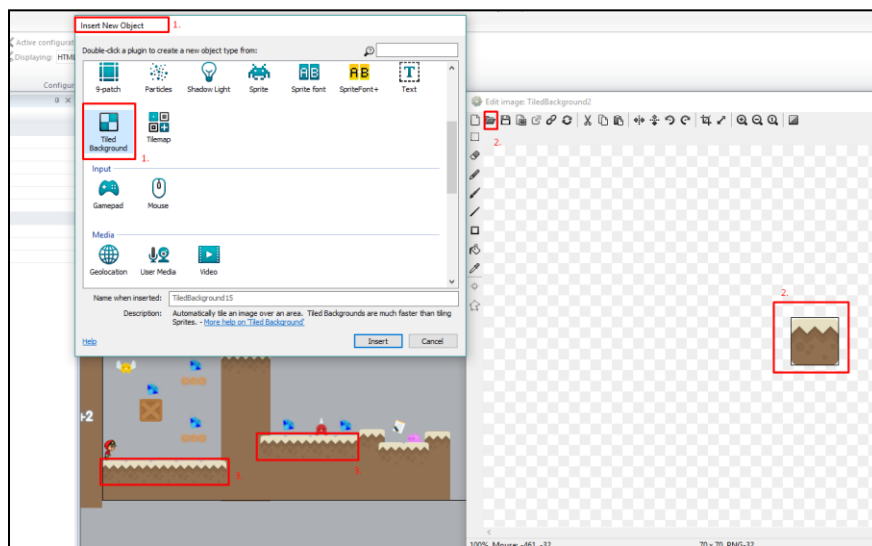 Insert New Object
1.
Active configurat
Displaying: HTML
Configur
Double-click a plugin to create a new object type from:
9-patch Particles Shadow Light Sprite Sprite font SpriteFont+ Text
Tiled Background Tilemap
1.
Input
Gamepad Mouse
Media
Geolocation User Media Video
Name when inserted: TiledBackground15
Description: Automatically tile an image over an area. Tiled Backgrounds are much faster than tiling
Sprites. - More help on 'Tiled Background'
Help Insert Cancel
+2
3.
3.
Edit image: TiledBackground2
2.
2.
100% Mouse: -461, -32 70 x 70, PNG-32